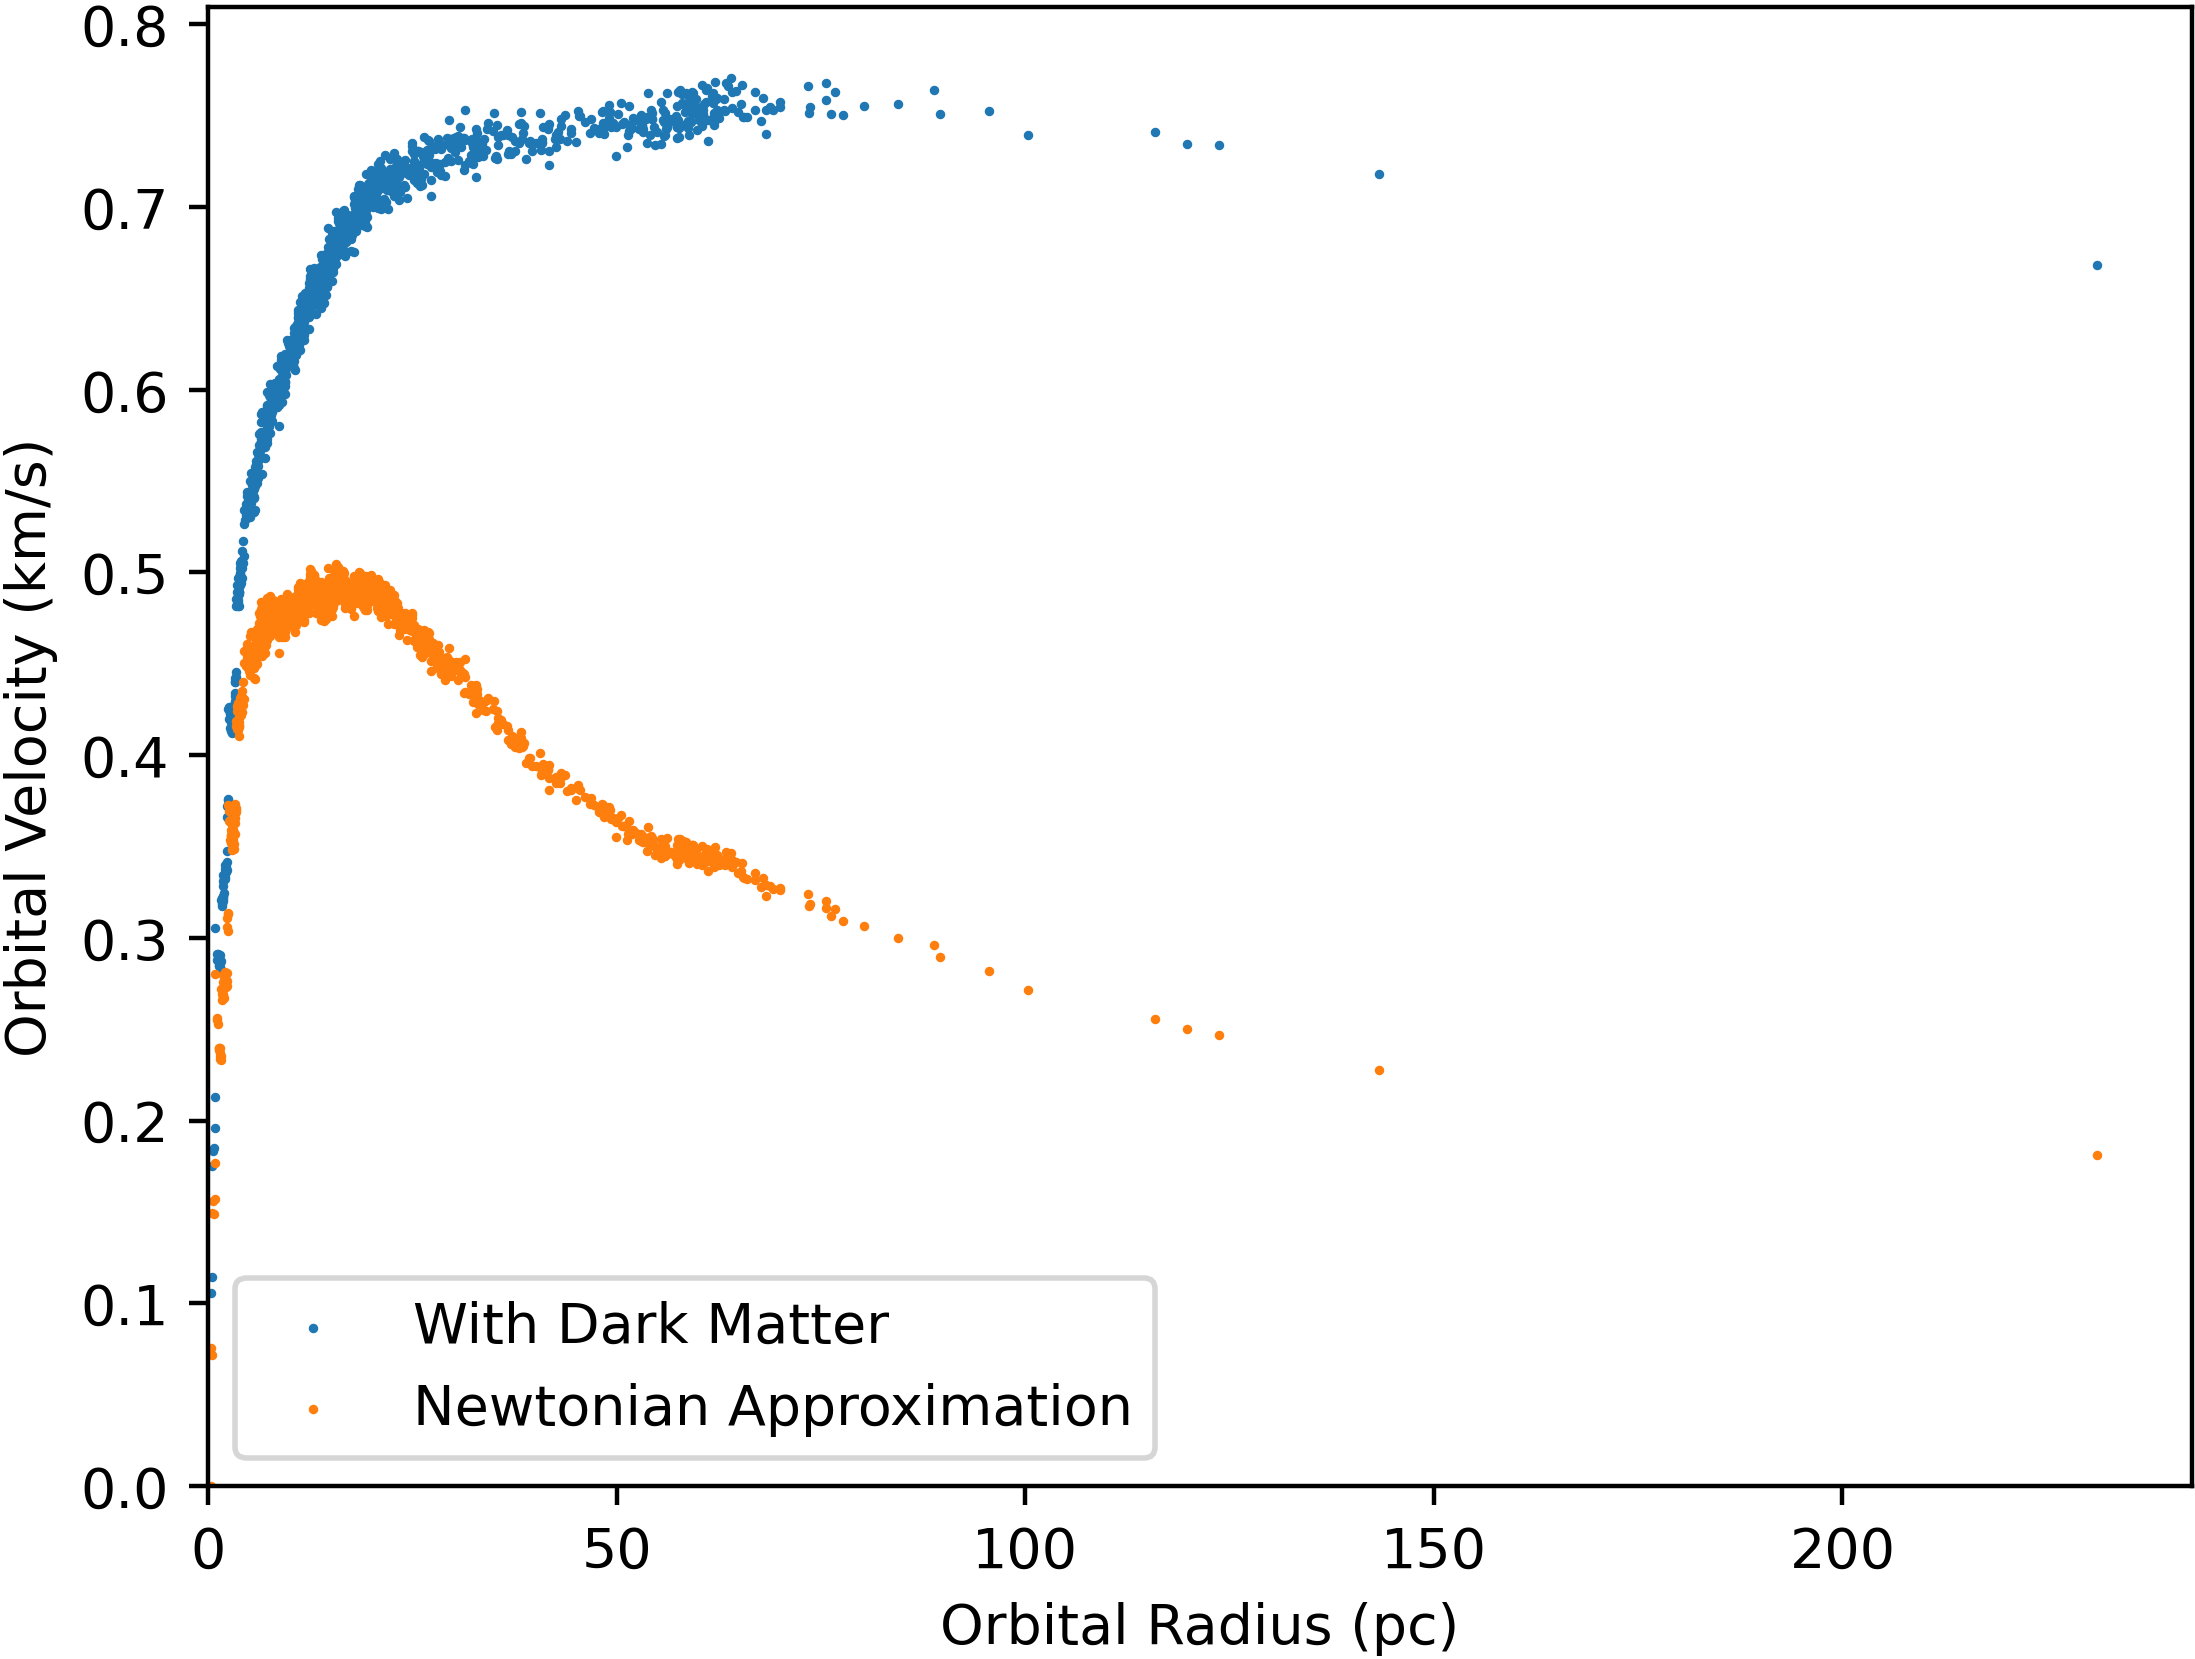 0.8
0.7
0.6
0.5
0.4
0.3
0.2
0.1
0.0
Orbital Velocity (km/s)
With Dark Matter
Newtonian Approximation
0 50 100 150 200
Orbital Radius (pc)